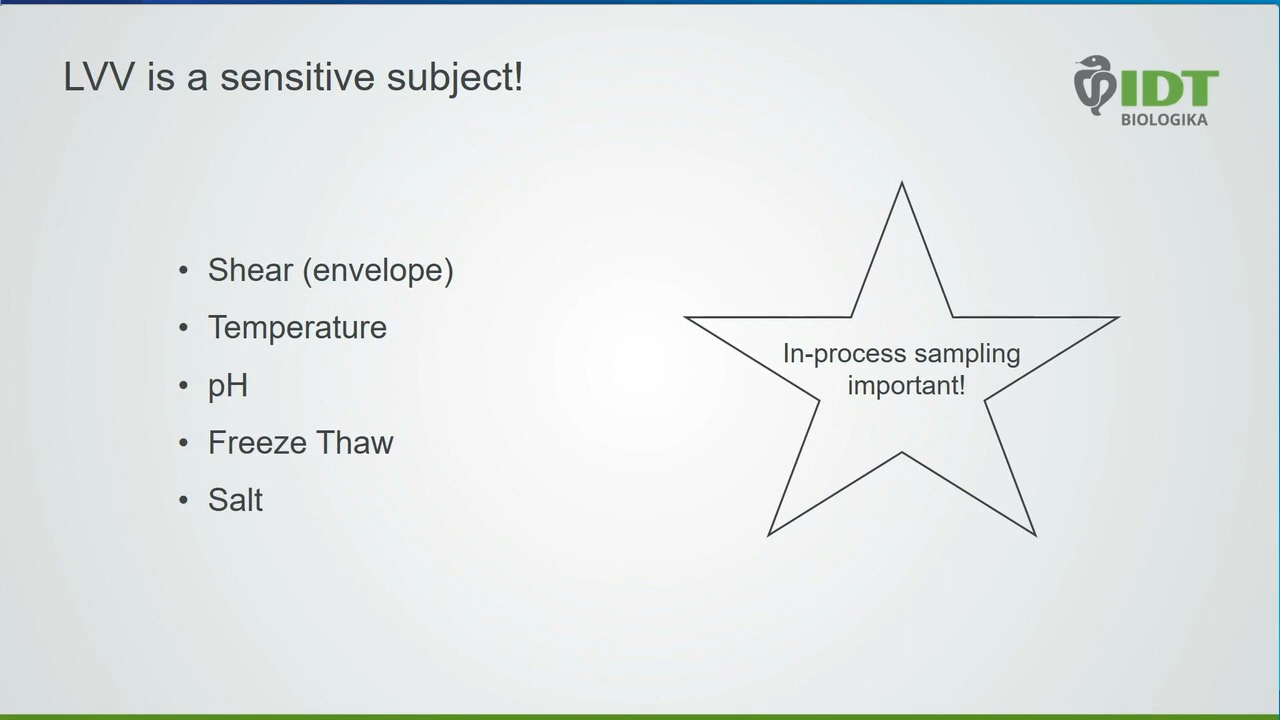 LVV is a sensitive subject!
IDT
BIOLOGIKA
• Shear (envelope)
• Temperature
• pH
• Freeze Thaw
• Salt
In-process sampling
important!